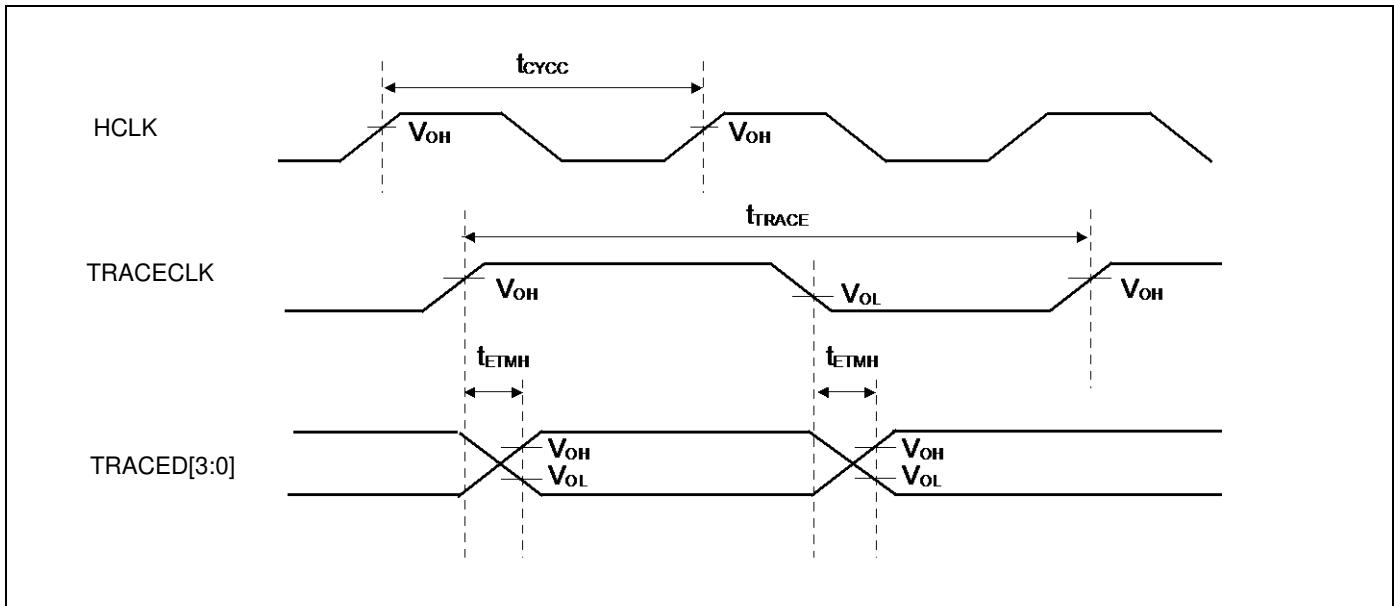 tCYCC
HCLK
VOH VOH
tTRACE
TRACECLK
VOH VOL VOH
tETMH tETMH
TRACED[3:0]
VOH VOH
VOL VOL